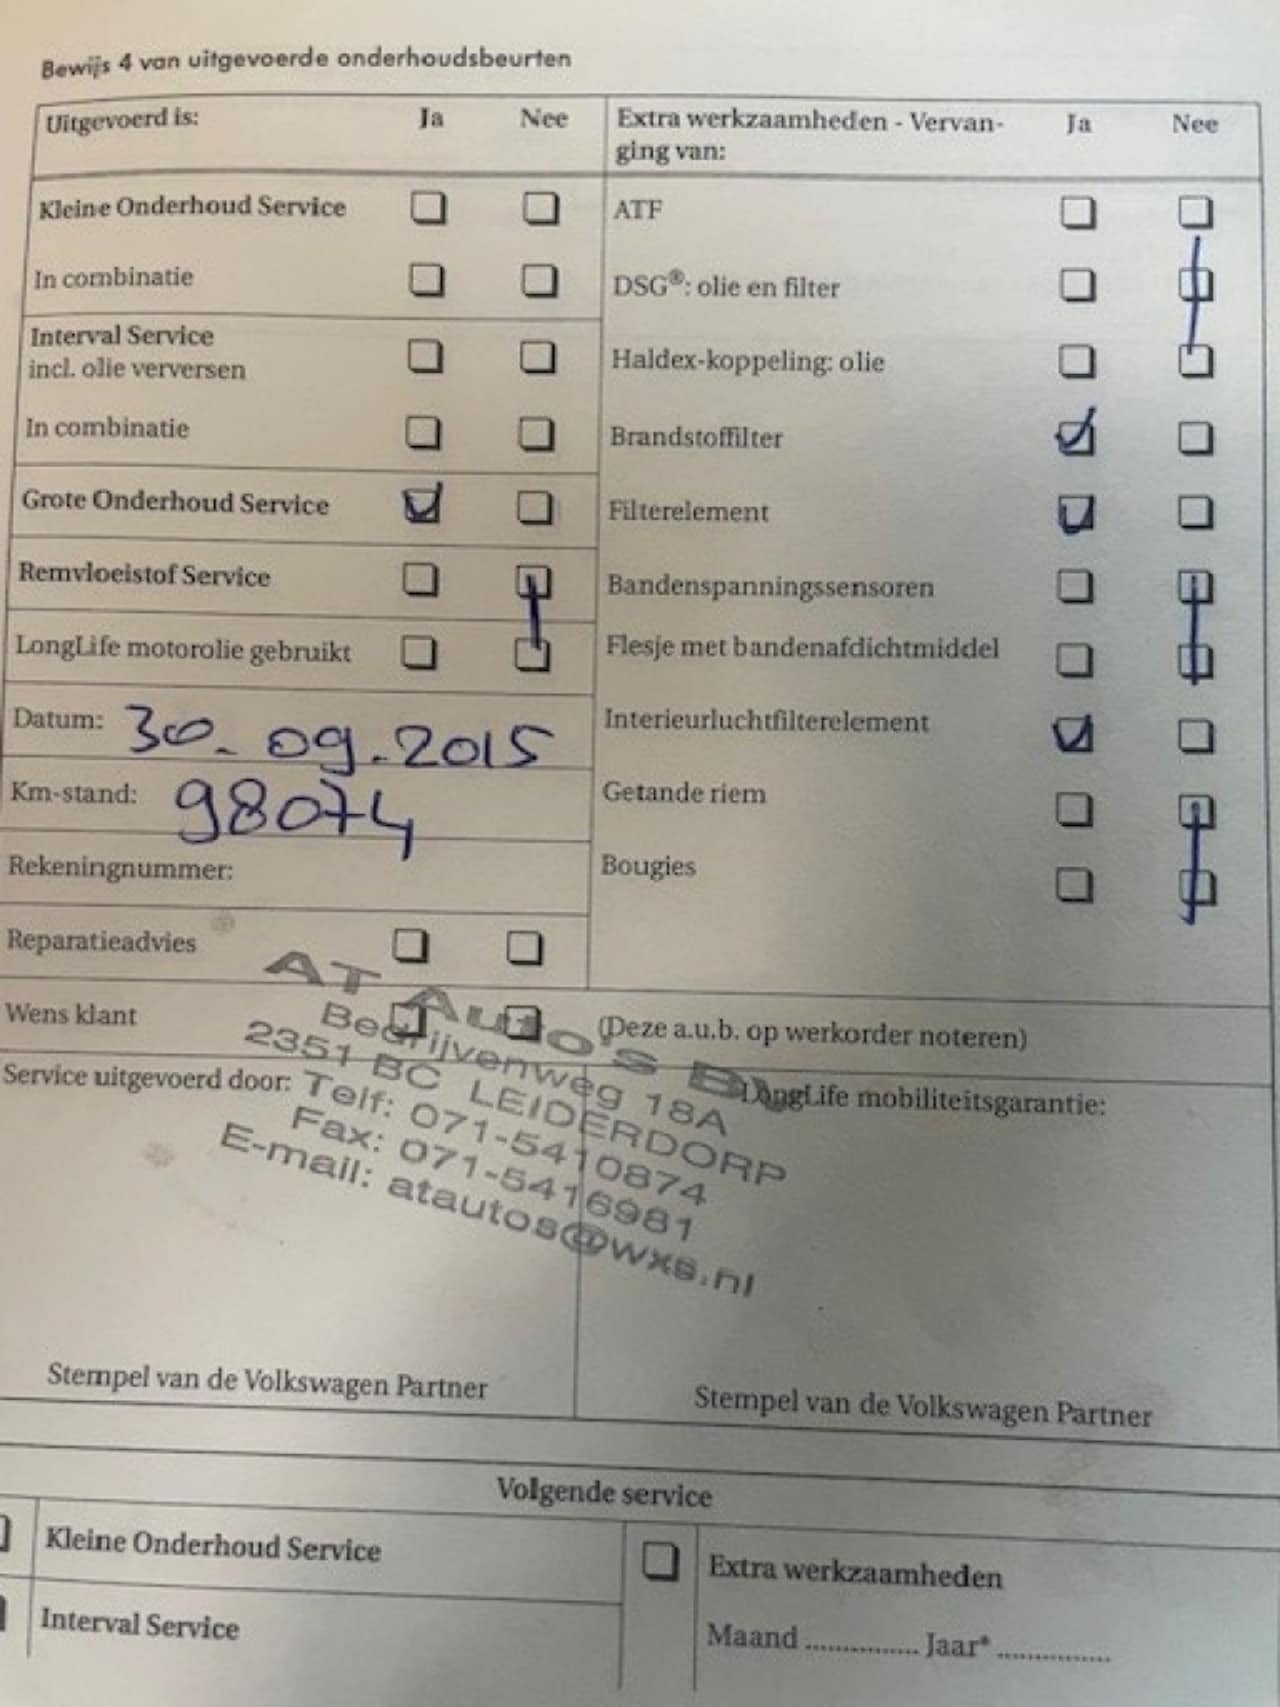 Bewijs 4 van uitgevoerde onderhoudsbeurten
Uitgevoerd is: Ja Nee
Kleine Onderhoud Service
In combinatie
Interval Service
incl. olie verversen
In combinatie
Grote Onderhoud Service
Remvloeistof Service
LongLife motorolie gebruikt
Datum: 30.09.2015
Km-stand: 98074
Rekeningnummer:
Reparatieadvies
Wens klant
Extra werkzaamheden - Vervan-
ging van: Ja Nee
ATF
DSG®: olie en filter
Haldex-koppeling: olie
Brandstoffilter
Filterelement
Bandenspanningssensoren
Flesje met bandenafdichtmiddel
Interieurluchtfilterelement
Getande riem
Bougies
(Deze a.u.b. op werkorder noteren)
Service uitgevoerd door:
LongLife mobiliteitsgarantie:
AT Auto's BV
Bedrijvenweg 18A
2351 BC LEIDERDORP
Telf: 071-5410874
Fax: 071-5416981
E-mail: atautos@wxs.nl
Stempel van de Volkswagen Partner
Stempel van de Volkswagen Partner
Volgende service
Kleine Onderhoud Service
Interval Service
Extra werkzaamheden
Maand ................ Jaar* ................